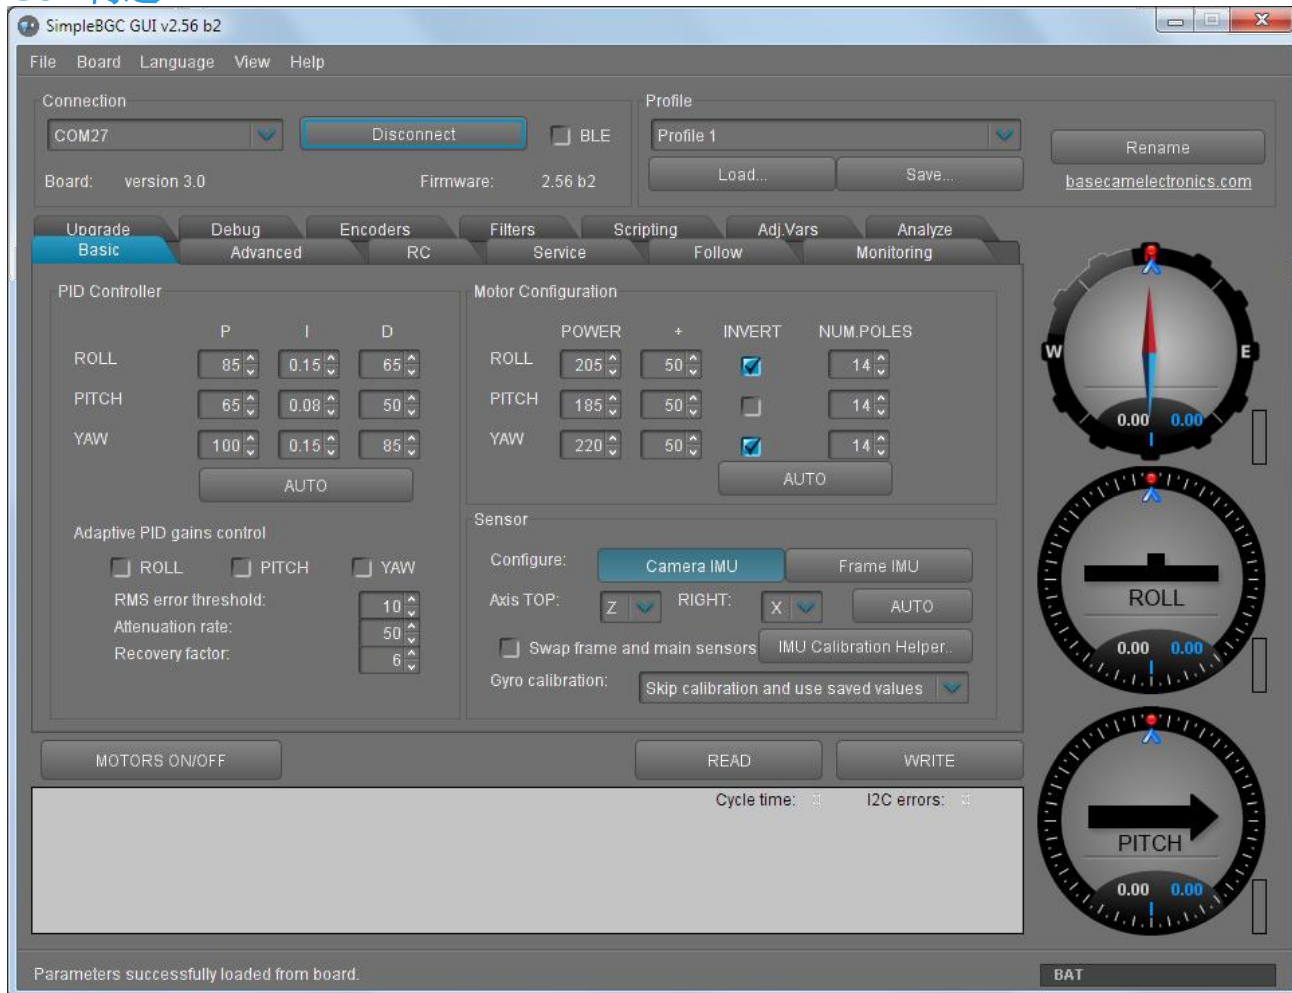 SimpleBGC GUI v2.56 b2
File Board Language View Help
Connection
Profile
COM27 Disconnect BLE
Profile 1
Rename
Load... Save...
Board: version 3.0 Firmware: 2.56 b2
basecamelectronics.com
Upgrade Debug Encoders Filters Scripting Adj.Vars Analyze
Basic Advanced RC Service Follow Monitoring
PID Controller
P I D
ROLL 85 0.15 65
PITCH 65 0.08 50
YAW 100 0.15 85
AUTO
Adaptive PID gains control
ROLL PITCH YAW
RMS error threshold: 10
Attenuation rate: 50
Recovery factor: 6
Motor Configuration
POWER + INVERT NUM.POLES
ROLL 205 50 14
PITCH 185 50 14
YAW 220 50 14
AUTO
Sensor
Configure: Camera IMU Frame IMU
Axis TOP: Z RIGHT: X AUTO
Swap frame and main sensors IMU Calibration Helper..
Gyro calibration: Skip calibration and use saved values
W E
0.00 0.00
ROLL
0.00 0.00
PITCH
0.00 0.00
MOTORS ON/OFF READ WRITE
Cycle time: I2C errors:
Parameters successfully loaded from board.
BAT